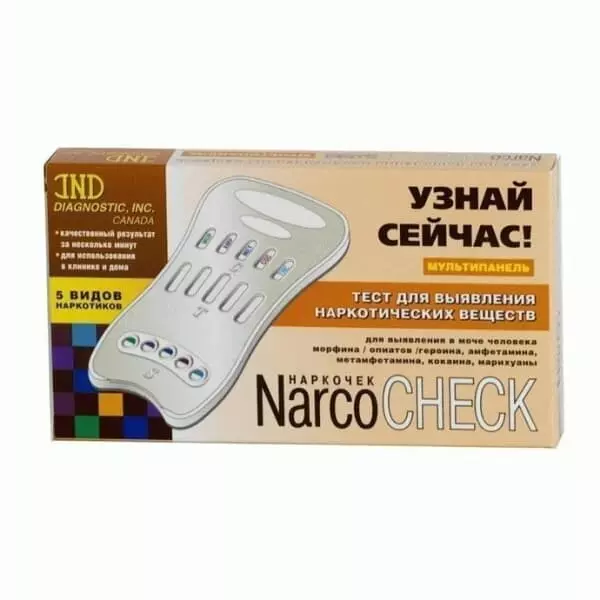 Narco
IND
DIAGNOSTIC, INC.
CANADA
• качественный результат
за несколько минут
• для использования
в клинике и дома
5 ВИДОВ
НАРКОТИКОВ
C
T
S
УЗНАЙ
СЕЙЧАС!
МУЛЬТИПАНЕЛЬ
ТЕСТ ДЛЯ ВЫЯВЛЕНИЯ
НАРКОТИЧЕСКИХ ВЕЩЕСТВ
для выявления в моче человека
морфина / опиатов /героина, амфетамина,
метамфетамина, кокаина, марихуаны
НАРКОЧЕК
NarcoCHECK